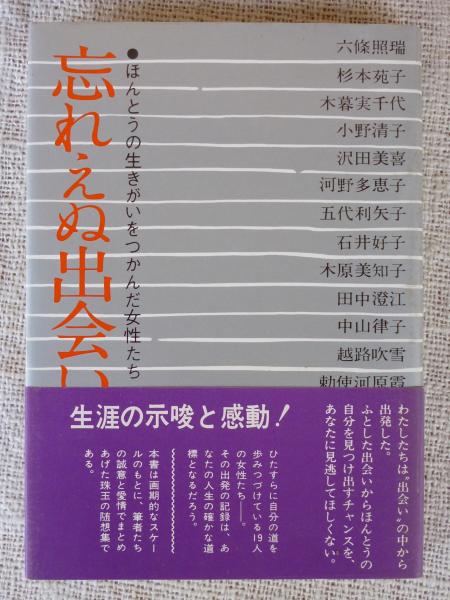 六條照瑞
杉本苑子
木暮実千代
小野清子
沢田美喜
河野多恵子
五代利矢子
石井好子
木原美知子
田中澄江
中山律子
越路吹雪
勅使河原霞
●ほんとうの生きがいをつかんだ女性たち
忘れえぬ出会い
わたしたちは〝出会い〟の中から
出発した。
ふとした出会いからほんとうの
自分を見つけ出すチャンスを、
あなたに見逃してほしくない。
生涯の示唆と感動!
ひたすらに自分の道を
歩みつづけている19人
の女性たち──。
その出発の記録は、あ
なたの人生の確かな道
標となるだろう。
本書は画期的なスケー
ルのもとに、筆者たち
の誠意と愛情でまとめ
あげた珠玉の随想集で
ある。